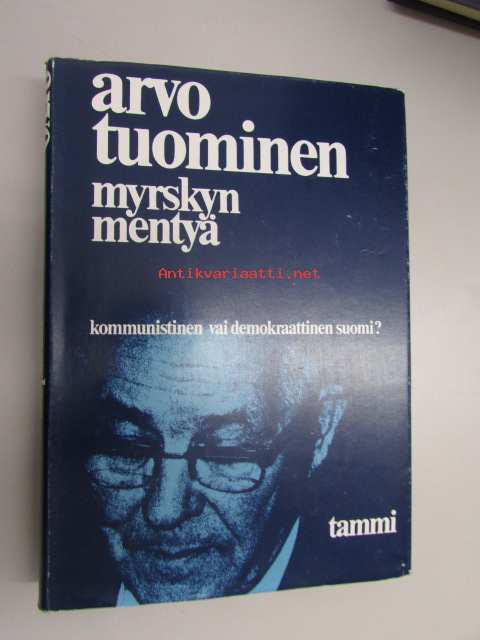 arvo
tuominen
myrskyn
mentyä
Antikvariaatti.net
kommunistinen vai demokraattinen suomi?
tammi